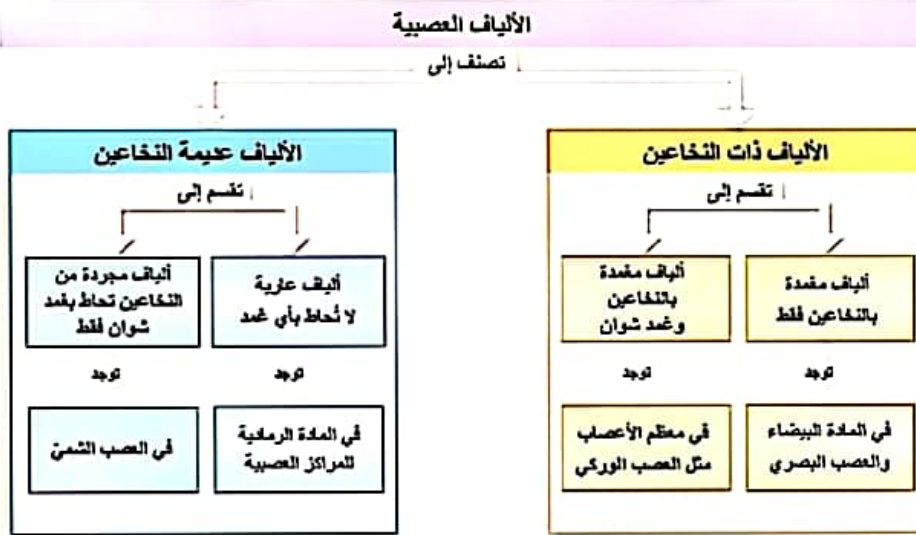 الألياف العصبية
تصنف إلى
الألياف ذات النخاعين
تقسم إلى
ألياف مغمدة
بالنخاعين فقط
توجد
في المادة البيضاء
والعصب البصري
ألياف مغمدة
بالنخاعين
وغمد شوان
توجد
في معظم الأعصاب
مثل العصب الوركي
الألياف عديمة النخاعين
تقسم إلى
ألياف عارية
لا تُحاط بأي غمد
توجد
في المادة الرمادية
للمراكز العصبية
ألياف مجردة من
النخاعين تحاط بغمد
شوان فقط
توجد
في العصب الشميّ